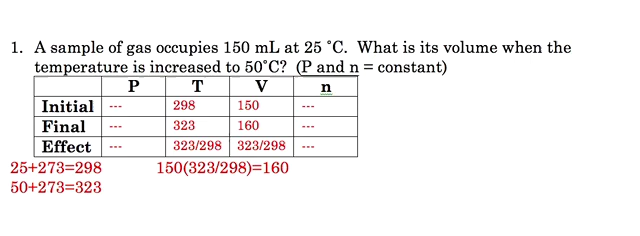 1. A sample of gas occupies 150 mL at 25 ˚C. What is its volume when the
temperature is increased to 50˚C? (P and n = constant)
P T V n
Initial --- 298 150 ---
Final --- 323 160 ---
Effect --- 323/298 323/298 ---
25+273=298 150(323/298)=160
50+273=323